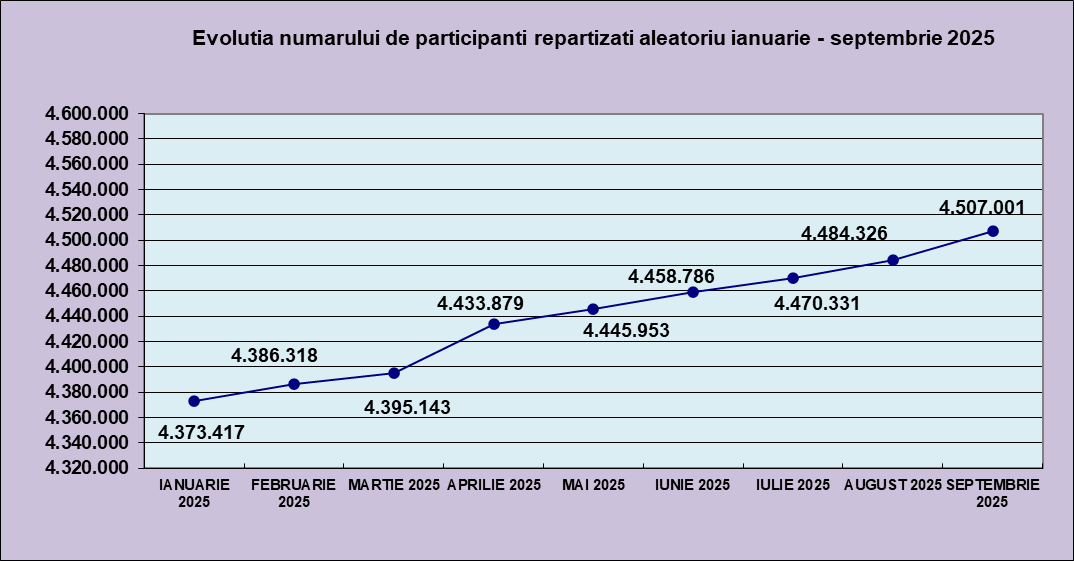 Evolutia numarului de participanti repartizati aleatoriu ianuarie - septembrie 2025
4.600.000
4.580.000
4.560.000
4.540.000
4.520.000
4.500.000
4.480.000
4.460.000
4.440.000
4.420.000
4.400.000
4.380.000
4.360.000
4.340.000
4.320.000
4.373.417
4.386.318
4.395.143
4.433.879
4.445.953
4.458.786
4.470.331
4.484.326
4.507.001
IANUARIE
2025
FEBRUARIE
2025
MARTIE 2025
APRILIE 2025
MAI 2025
IUNIE 2025
IULIE 2025
AUGUST 2025
SEPTEMBRIE
2025